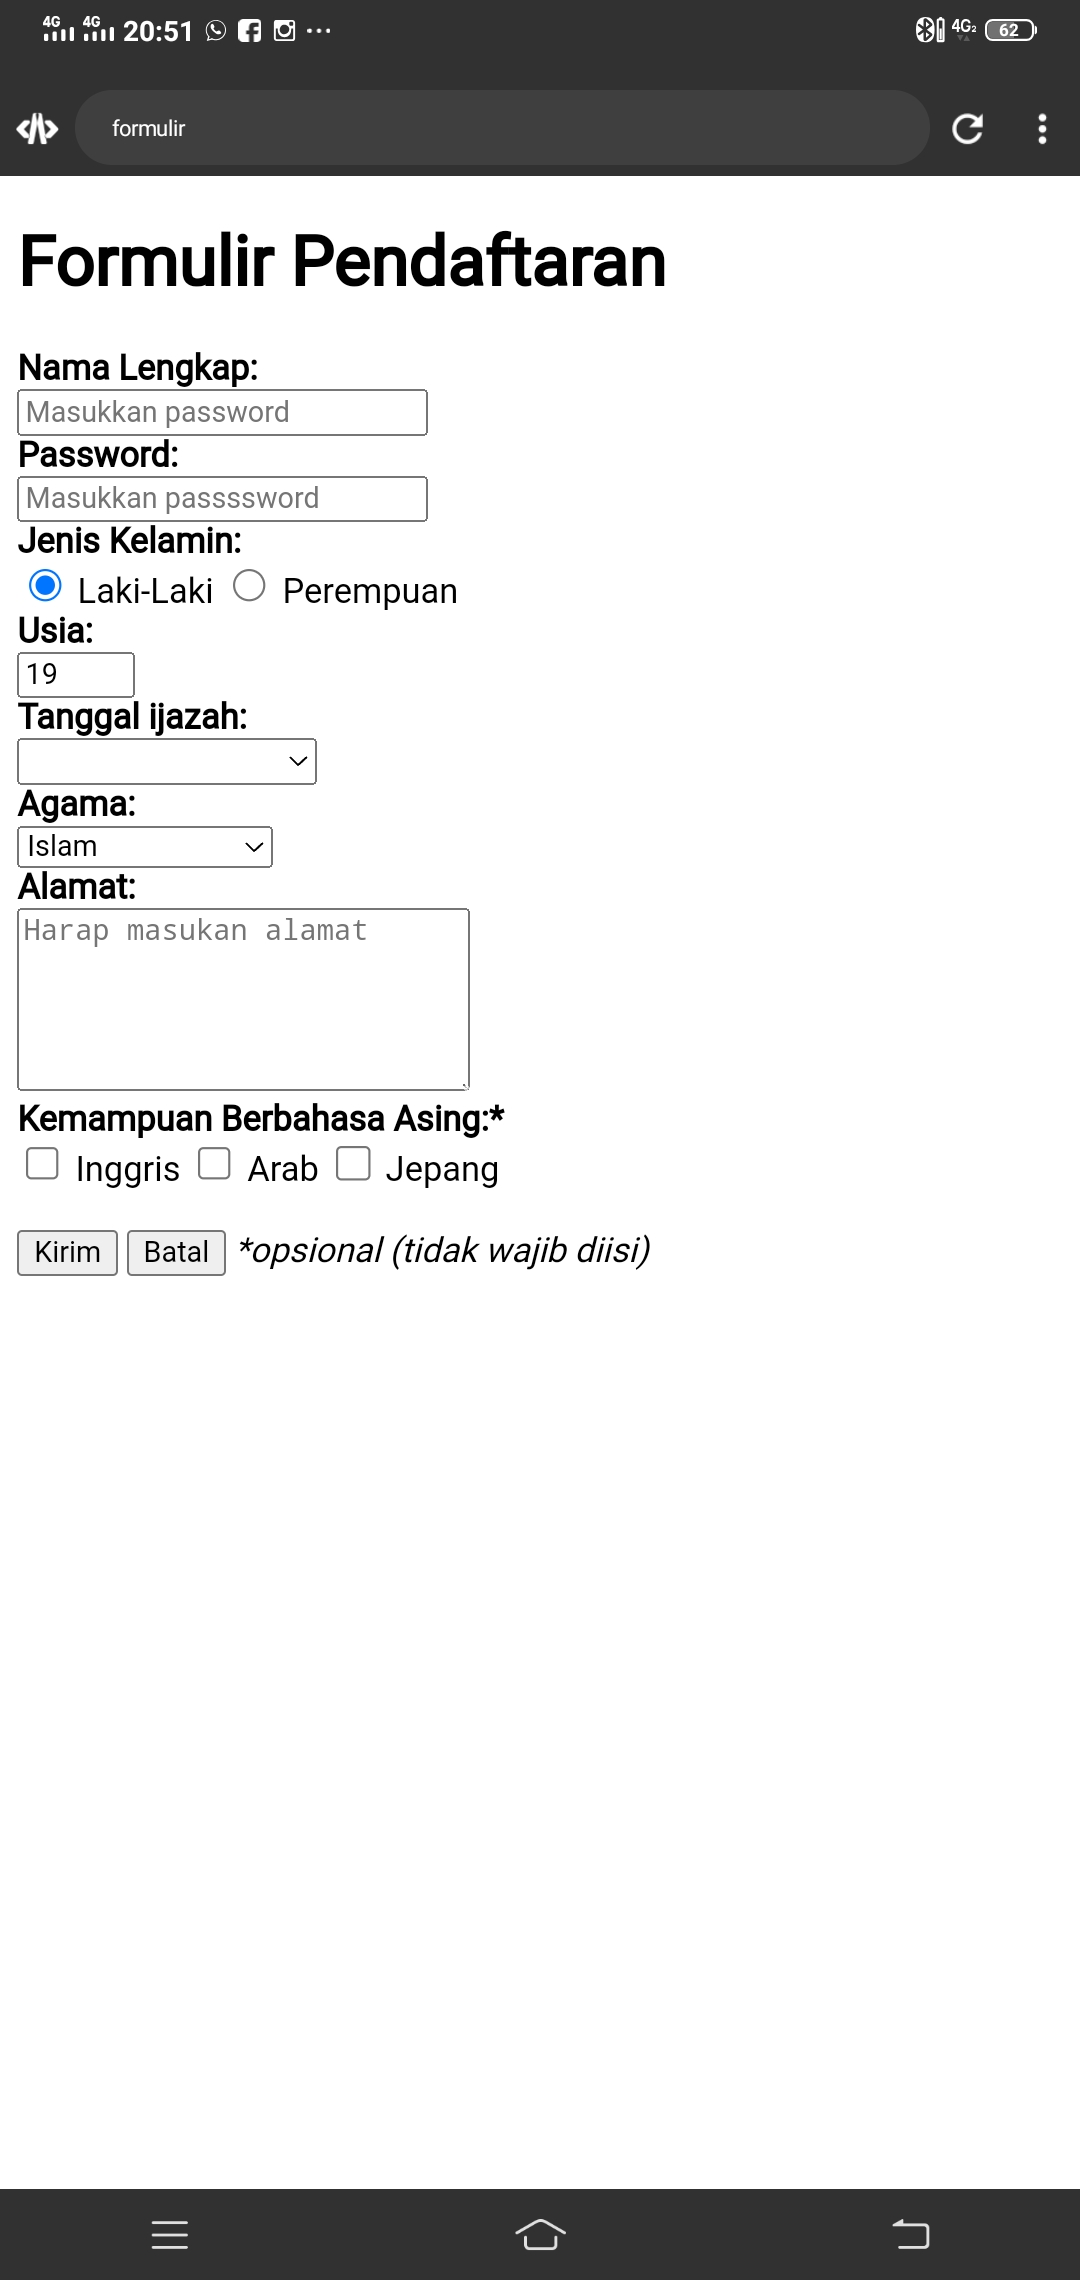 4G 4G 20:51 4G2 62
formulir
Formulir Pendaftaran
Nama Lengkap:
Masukkan password
Password:
Masukkan passssword
Jenis Kelamin:
Laki-Laki Perempuan
Usia:
19
Tanggal ijazah:
Agama:
Islam
Alamat:
Harap masukan alamat
Kemampuan Berbahasa Asing:*
Inggris Arab Jepang
Kirim Batal *opsional (tidak wajib diisi)